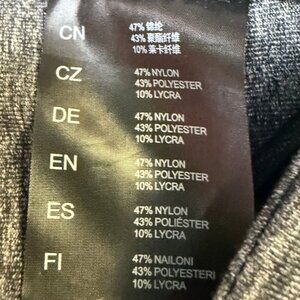 CN
47% 锦纶
43% 聚酯纤维
10% 莱卡纤维
CZ
47% NYLON
43% POLYESTER
10% LYCRA
DE
47% NYLON
43% POLYESTER
10% LYCRA
EN
47% NYLON
43% POLYESTER
10% LYCRA
ES
47% NYLON
43% POLIÉSTER
10% LYCRA
FI
47% NAILONI
43% POLYESTERI
10% LYCRA